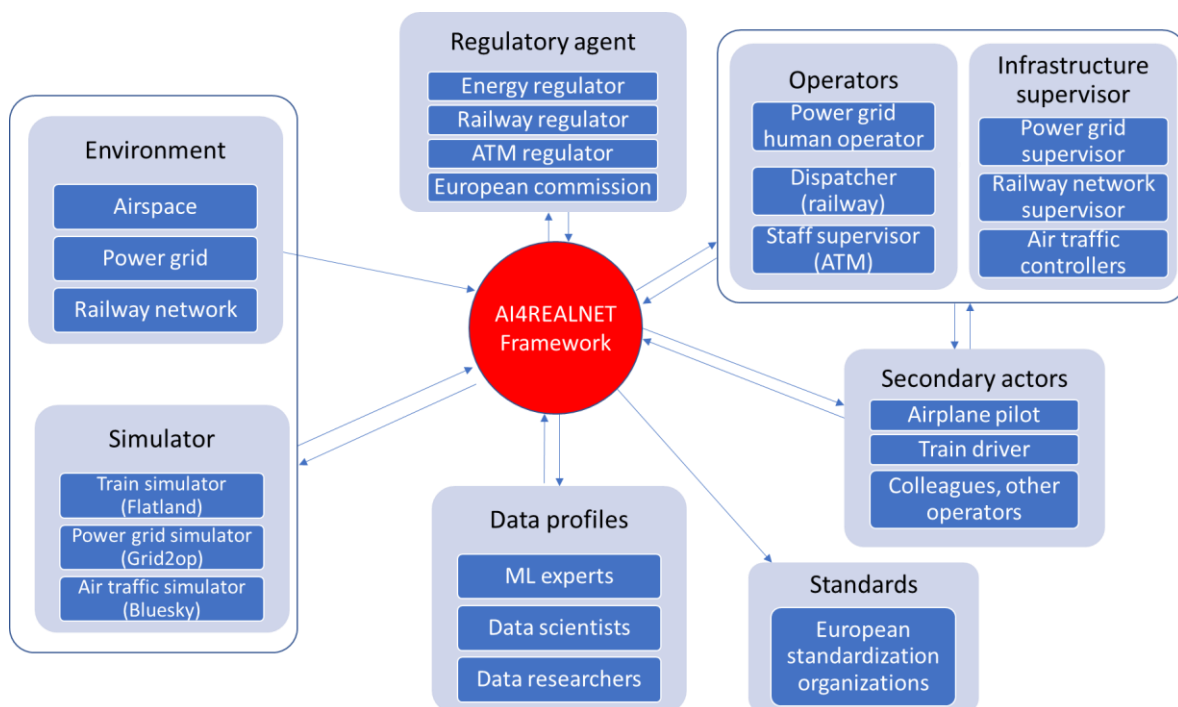 Regulatory agent
Energy regulator
Railway regulator
ATM regulator
European commission
Operators
Power grid
human operator
Dispatcher
(railway)
Staff supervisor
(ATM)
Infrastructure
supervisor
Power grid
supervisor
Railway network
supervisor
Air traffic
controllers
Environment
Airspace
Power grid
Railway network
AI4REALNET
Framework
Secondary actors
Airplane pilot
Train driver
Colleagues, other
operators
Simulator
Train simulator
(Flatland)
Power grid simulator
(Grid2op)
Air traffic simulator
(Bluesky)
Data profiles
ML experts
Data scientists
Data researchers
Standards
European
standardization
organizations